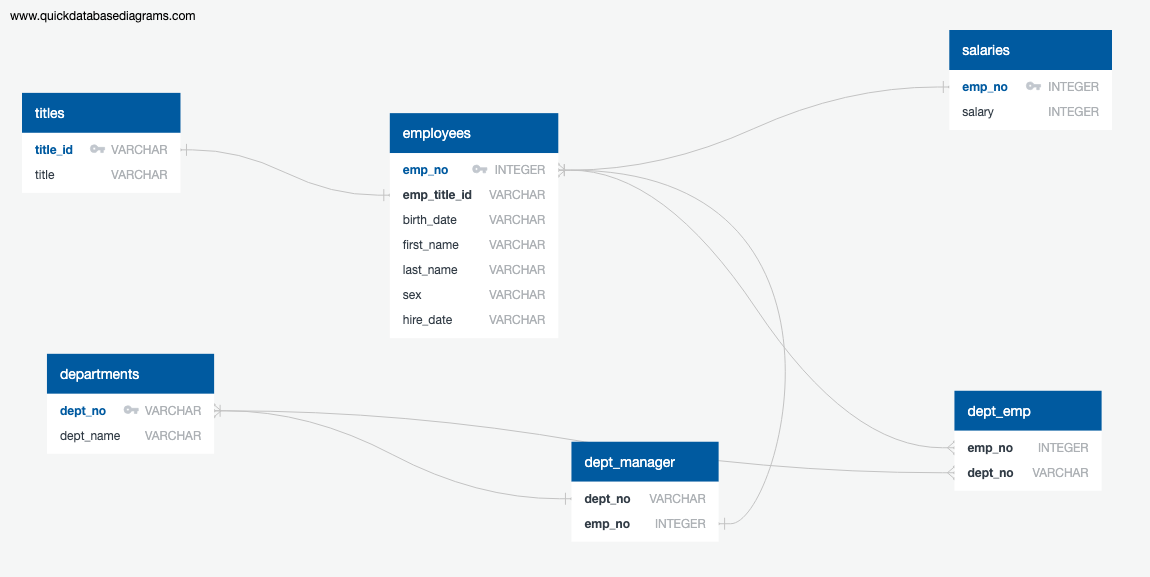 www.quickdatabasediagrams.com
titles
title_id VARCHAR
title VARCHAR
employees
emp_no INTEGER
emp_title_id VARCHAR
birth_date VARCHAR
first_name VARCHAR
last_name VARCHAR
sex VARCHAR
hire_date VARCHAR
salaries
emp_no INTEGER
salary INTEGER
departments
dept_no VARCHAR
dept_name VARCHAR
dept_manager
dept_no VARCHAR
emp_no INTEGER
dept_emp
emp_no INTEGER
dept_no VARCHAR